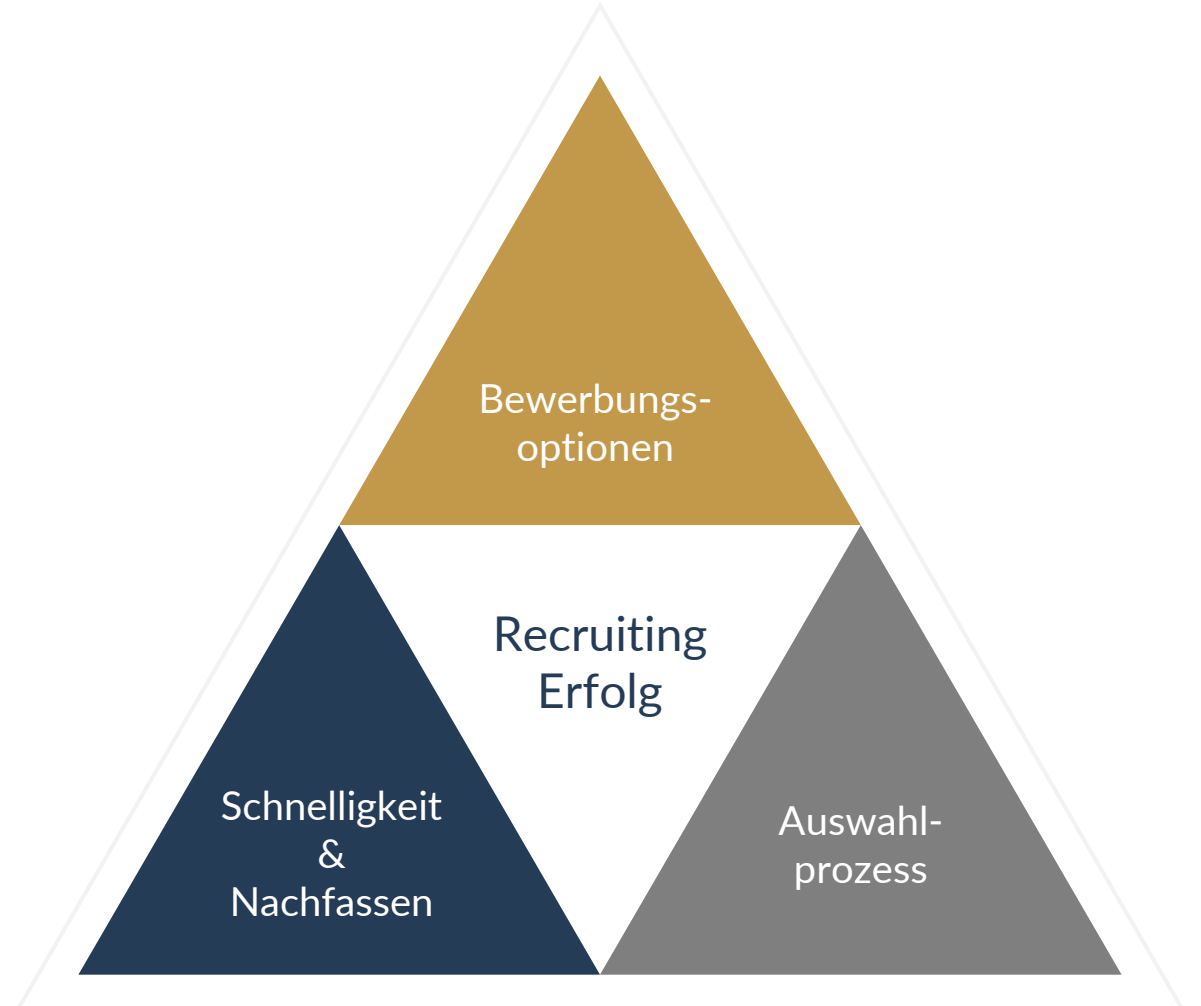 Bewerbungs-
optionen
Recruiting
Erfolg
Schnelligkeit
&
Nachfassen
Auswahl-
prozess